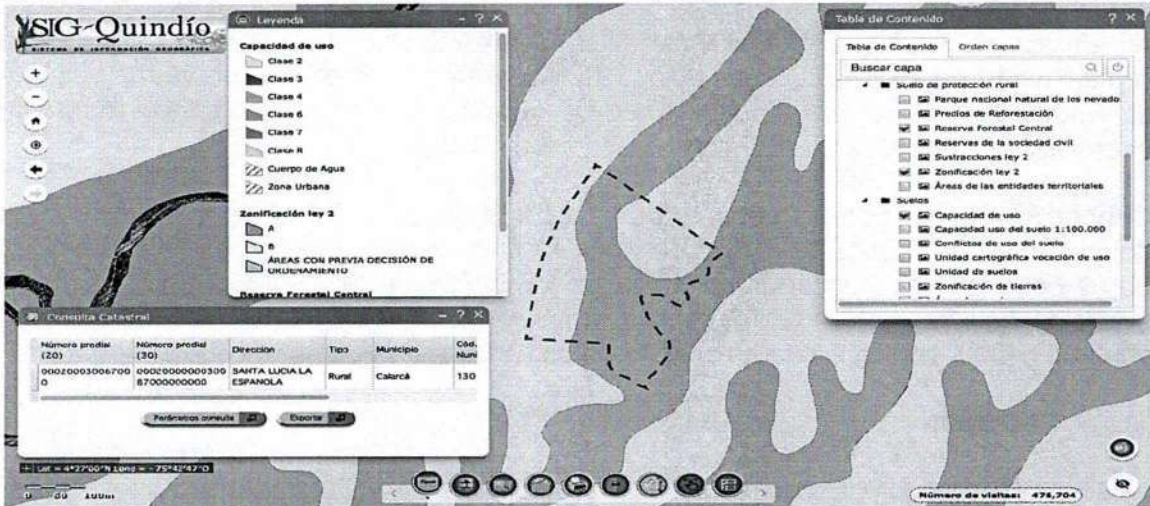 SIG-Quindío
SISTEMA DE INFORMACIÓN GEOGRÁFICA
Leyenda
Capacidad de uso
Clase 2
Clase 3
Clase 4
Clase 6
Clase 7
Clase 8
Cuerpo de Agua
Zona Urbana
Zonificación ley 2
A
B
ÁREAS CON PREVIA DECISIÓN DE
ORDENAMIENTO
Reserva Forestal Central
Tabla de Contenido
Tabla de Contenido Orden capas
Buscar capa
Suelo de protección rural
Parque nacional natural de los nevado
Predios de Reforestación
Reserva Forestal Central
Reservas de la sociedad civil
Sustracciones ley 2
Zonificación ley 2
Áreas de las entidades territoriales
Suelos
Capacidad de uso
Capacidad uso del suelo 1:100.000
Conflictos de uso del suelo
Unidad cartográfica vocación de uso
Unidad de suelos
Zonificación de tierras
Consulta Catastral
Número predial
(20)
Número predial
(30)
Dirección
Tipo
Municipio
Cód.
Muni
00020003006700
0
00020000000300
87000000000
SANTA LUCIA LA
ESPANOLA
Rural
Calarcá
130
Parámetros consulta
Exportar
Lat = 4°27'00"N Long = -75°42'47"O
0 50 100m
Número de visitas: 476,704